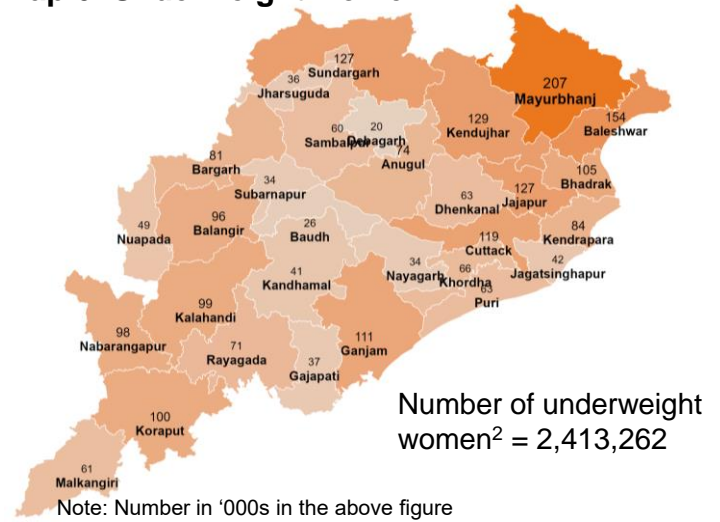 127
Sundargarh
36
Jharsuguda
207
Mayurbhanj
129
Kendujhar
154
Baleshwar
60
Sambalpur
20
Debagarh
74
Anugul
81
Bargarh
34
Subarnapur
105
Bhadrak
63
Dhenkanal
127
Jajapur
49
Nuapada
96
Balangir
26
Baudh
84
Kendrapara
119
Cuttack
34
Nayagarh
66
Khordha
42
Jagatsinghapur
63
Puri
41
Kandhamal
99
Kalahandi
98
Nabarangapur
71
Rayagada
37
Gajapati
111
Ganjam
100
Koraput
61
Malkangiri
Number of underweight
women² = 2,413,262
Note: Number in ‘000s in the above figure